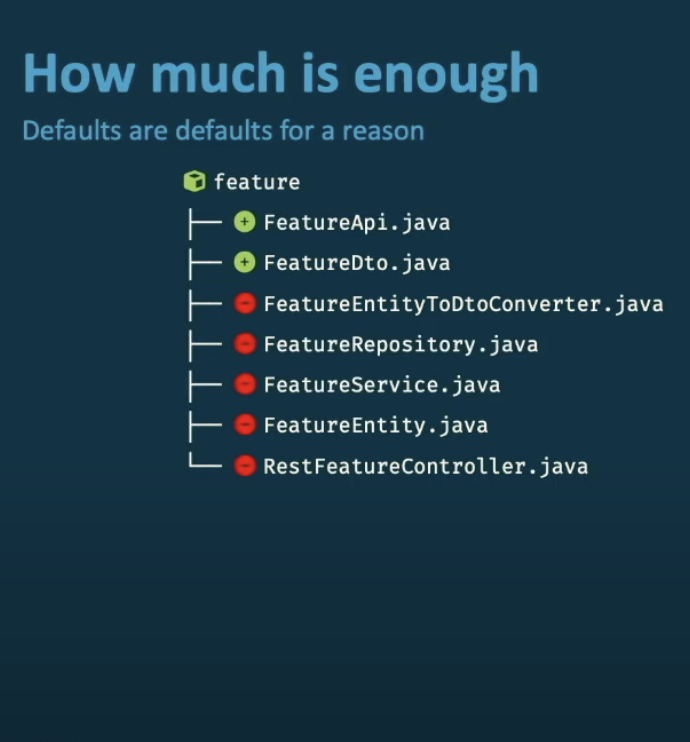 How much is enough
Defaults are defaults for a reason
feature
+ FeatureApi.java
+ FeatureDto.java
- FeatureEntityToDtoConverter.java
- FeatureRepository.java
- FeatureService.java
- FeatureEntity.java
- RestFeatureController.java